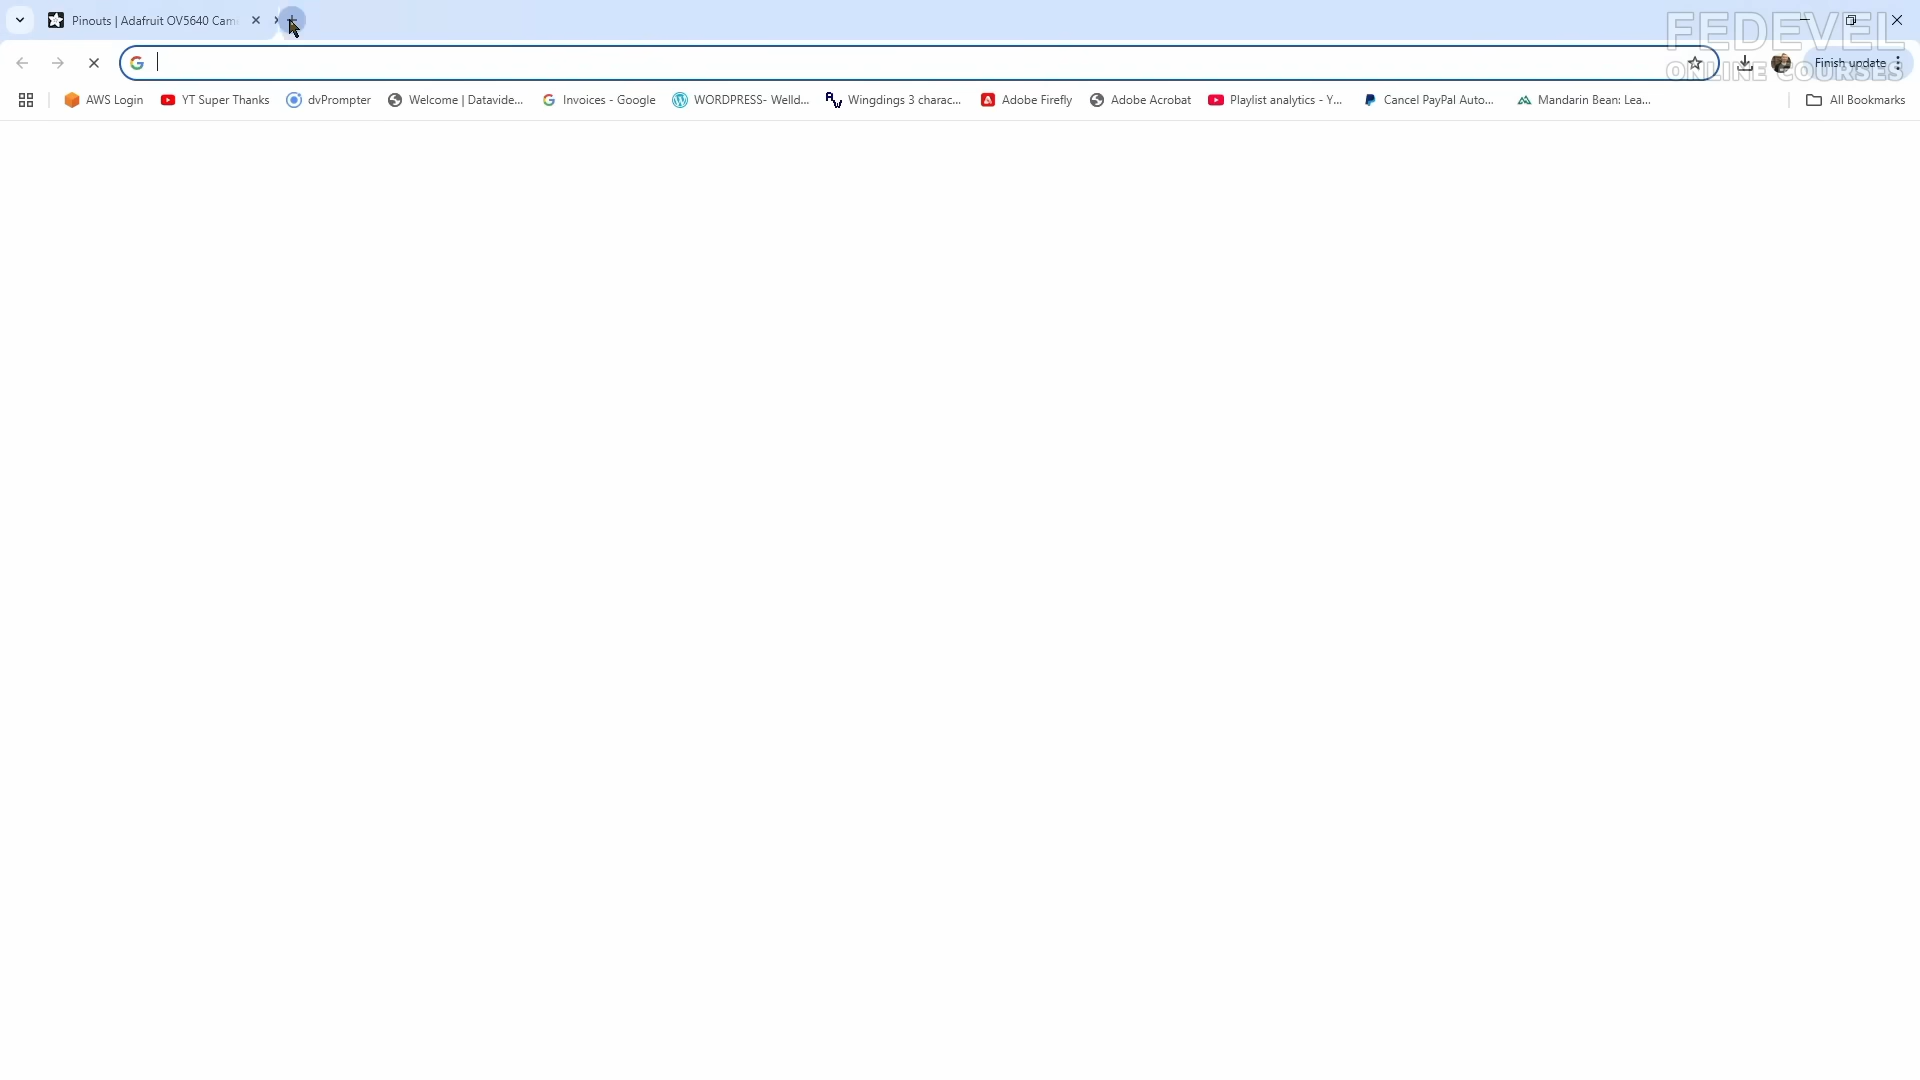 Pinouts | Adafruit OV5640 Cam
FEDEVEL
ONLINE COURSES
Finish update
AWS Login
YT Super Thanks
dvPrompter
Welcome | Datavide...
Invoices - Google
WORDPRESS- Welld...
Wingdings 3 charac...
Adobe Firefly
Adobe Acrobat
Playlist analytics - Y...
Cancel PayPal Auto...
Mandarin Bean: Lea...
All Bookmarks